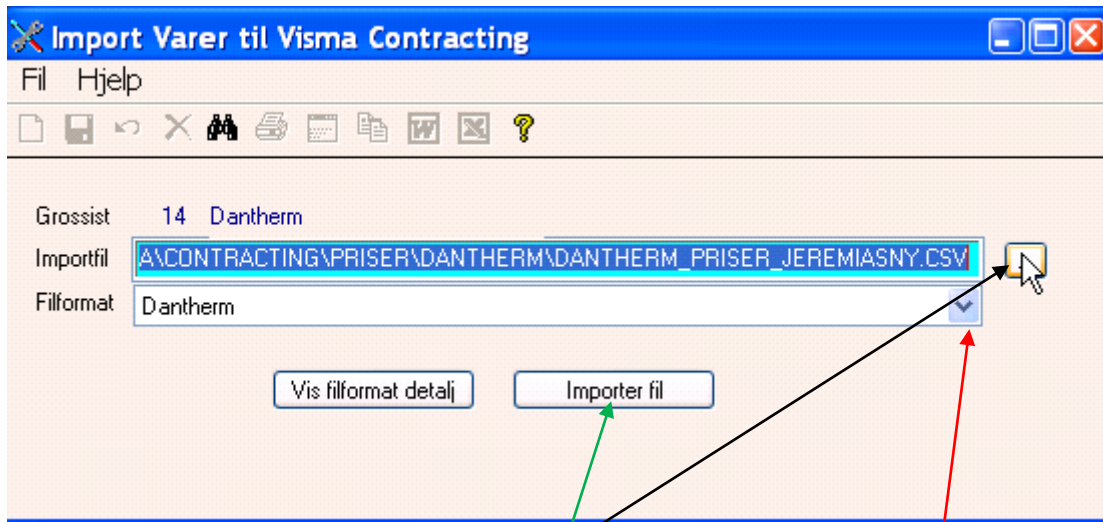 Import Varer til Visma Contracting
Fil Hjelp
Grossist 14 Dantherm
Importfil A\CONTRACTING\PRISER\DANTHERM\DANTHERM_PRISER_JEREMIASNY.CSV
Filformat Dantherm
Vis filformat detalj Importer fil